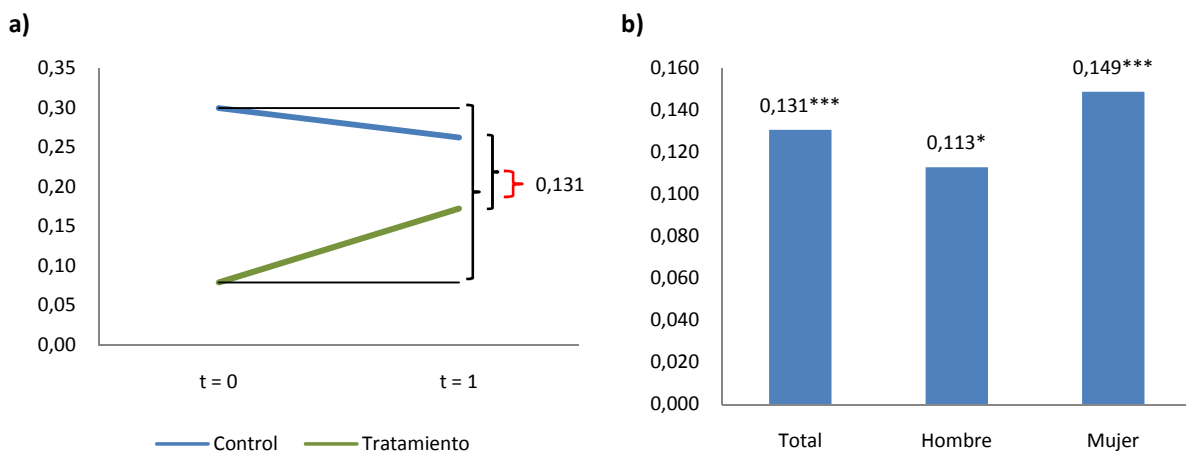 a)
0,35
0,30
0,25
0,20
0,15
0,10
0,05
0,00
0,131
t = 0
t = 1
Control
Tratamiento
b)
0,160
0,140
0,120
0,100
0,080
0,060
0,040
0,020
0,000
0,131***
0,113*
0,149***
Total
Hombre
Mujer